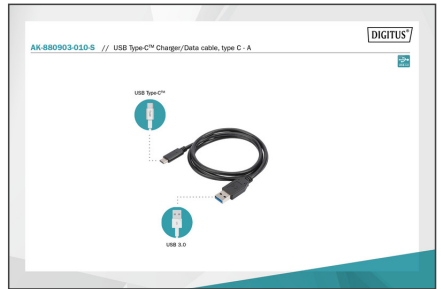 DIGITUS®
AK-880903-010-S // USB Type-C™ Charger/Data cable, type C - A
USB Type-C™
USB 3.0